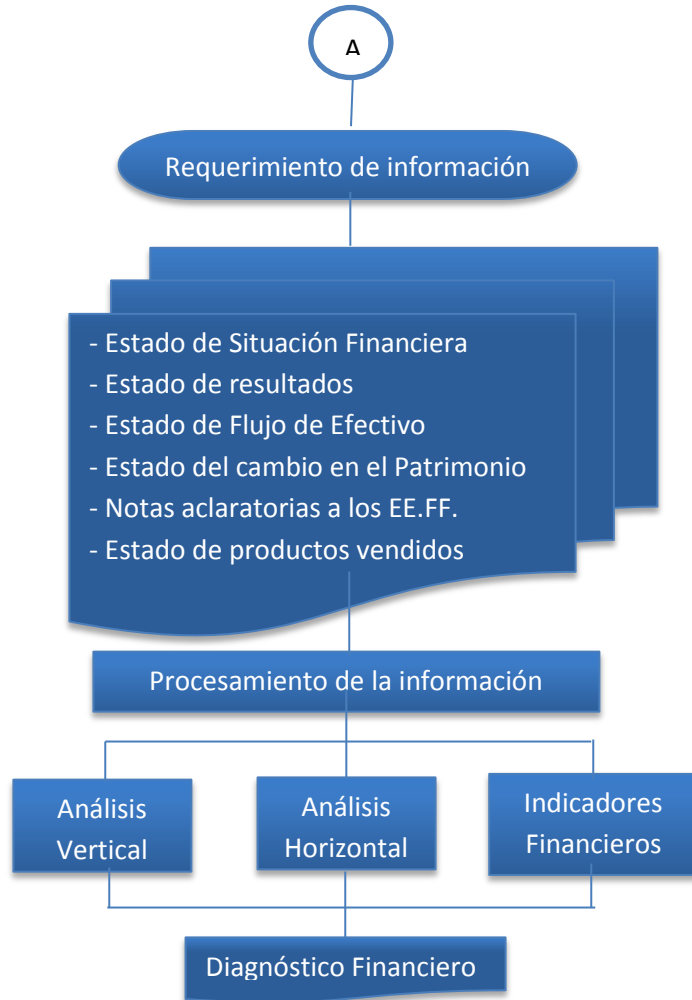 A
Requerimiento de información
- Estado de Situación Financiera
- Estado de resultados
- Estado de Flujo de Efectivo
- Estado del cambio en el Patrimonio
- Notas aclaratorias a los EE.FF.
- Estado de productos vendidos
Procesamiento de la información
Análisis
Vertical
Análisis
Horizontal
Indicadores
Financieros
Diagnóstico Financiero